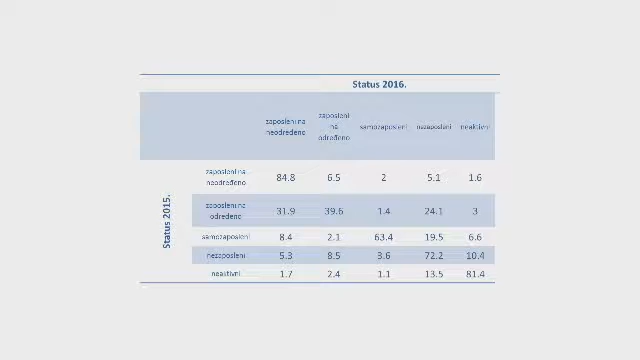 Status 2016.
zaposleni na neodređeno zaposleni na određeno samozaposleni nezaposleni neaktivni
Status 2015.
zaposleni na neodređeno 84.8 6.5 2 5.1 1.6
zaposleni na određeno 31.9 39.6 1.4 24.1 3
samozaposleni 8.4 2.1 63.4 19.5 6.6
nezaposleni 5.3 8.5 3.6 72.2 10.4
neaktivni 1.7 2.4 1.1 13.5 81.4